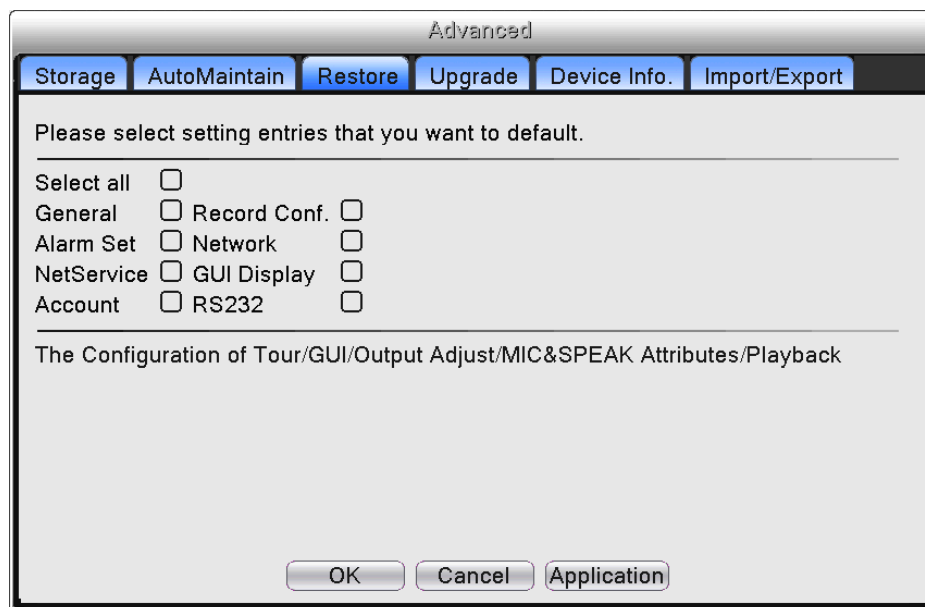 Advanced
Storage AutoMaintain Restore Upgrade Device Info. Import/Export
Please select setting entries that you want to default.
Select all
General Record Conf.
Alarm Set Network
NetService GUI Display
Account RS232
The Configuration of Tour/GUI/Output Adjust/MIC&SPEAK Attributes/Playback
OK Cancel Application